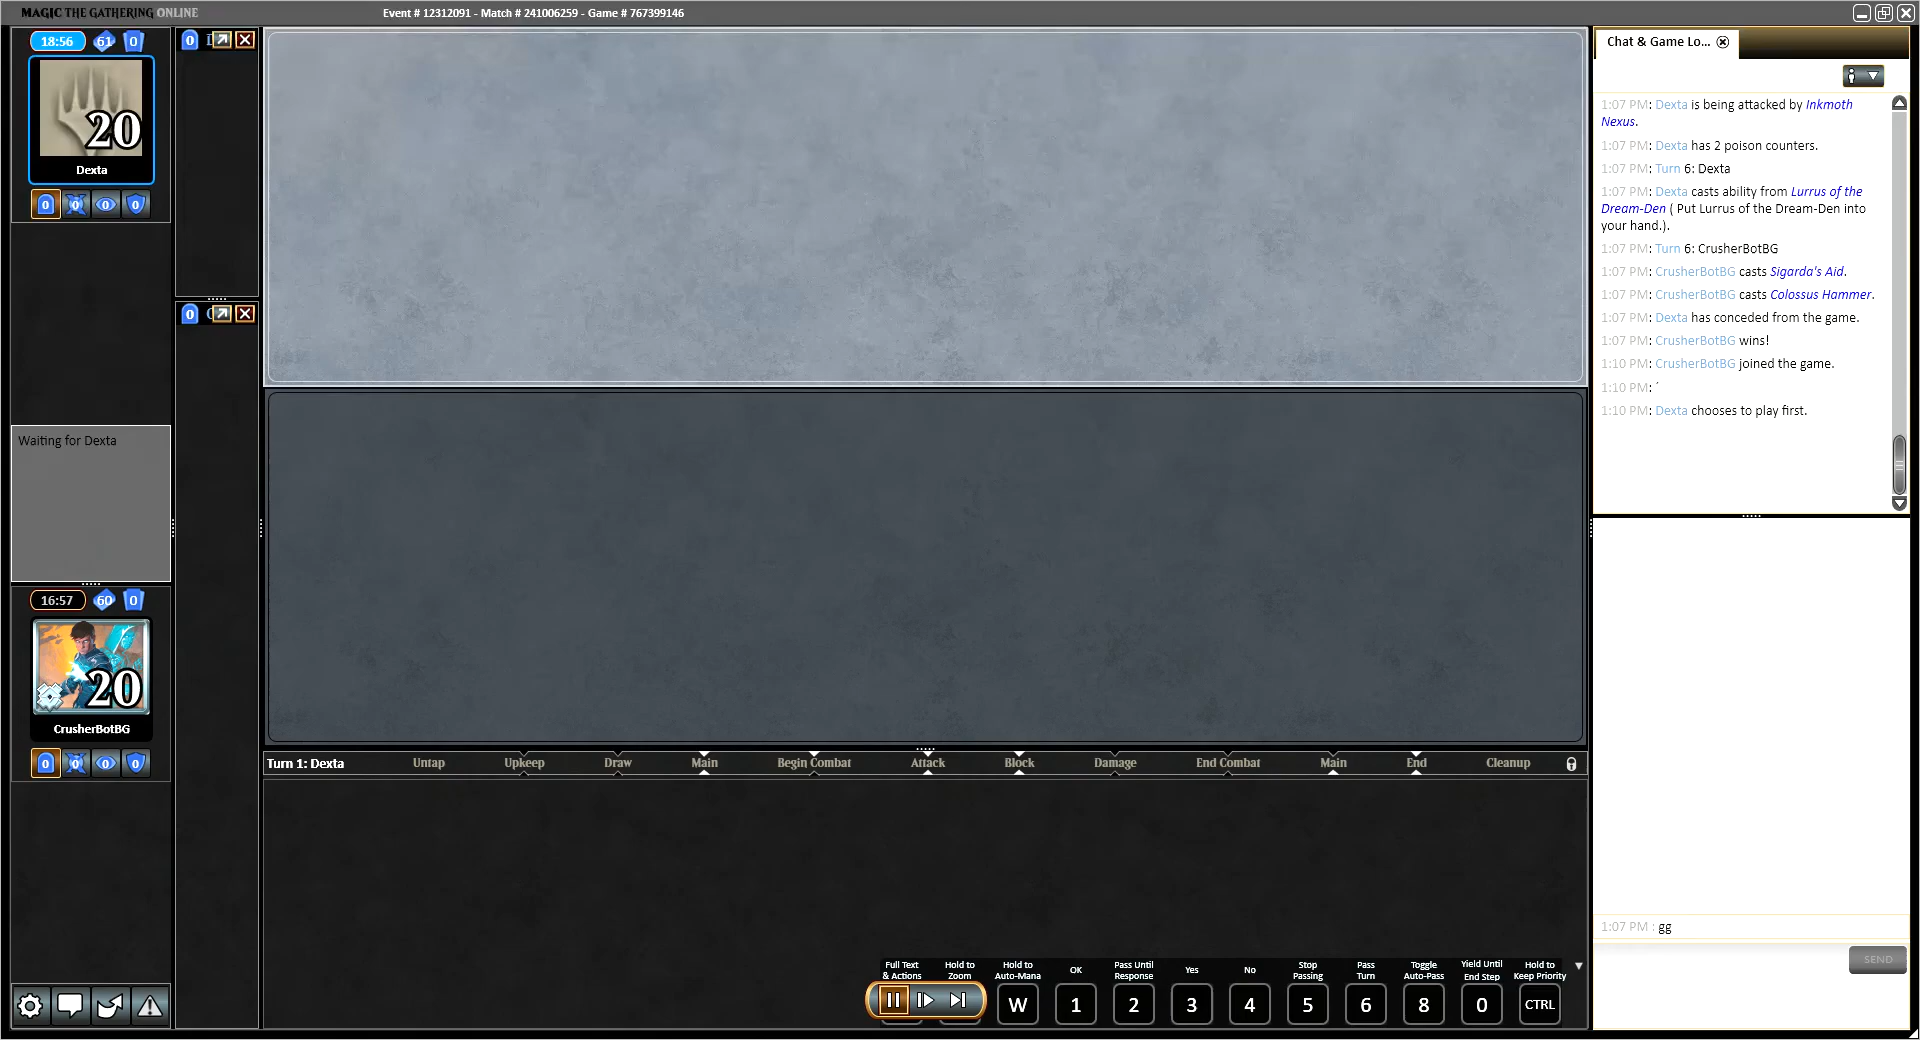 MAGIC THE GATHERING ONLINE
Event # 12312091 - Match # 241006259 - Game # 767399146
18:56 61 0
20
Dexta
0 0 0 0
0
0
Waiting for Dexta
16:57 60 0
20
CrusherBotBG
0 0 0 0
Turn 1: Dexta Untap Upkeep Draw Main Begin Combat Attack Block Damage End Combat Main End Cleanup
Full Text & Actions
Hold to Zoom
Hold to Auto-Mana
OK
Pass Until Response
Yes
No
Stop Passing
Pass Turn
Toggle Auto-Pass
Yield Until End Step
Hold to Keep Priority
W 1 2 3 4 5 6 8 0 CTRL
Chat & Game Lo...
1:07 PM: Dexta is being attacked by Inkmoth
Nexus.
1:07 PM: Dexta has 2 poison counters.
1:07 PM: Turn 6: Dexta
1:07 PM: Dexta casts ability from Lurrus of the
Dream-Den ( Put Lurrus of the Dream-Den into
your hand.).
1:07 PM: Turn 6: CrusherBotBG
1:07 PM: CrusherBotBG casts Sigarda's Aid.
1:07 PM: CrusherBotBG casts Colossus Hammer.
1:07 PM: Dexta has conceded from the game.
1:07 PM: CrusherBotBG wins!
1:10 PM: CrusherBotBG joined the game.
1:10 PM: ´
1:10 PM: Dexta chooses to play first.
1:07 PM : gg
SEND